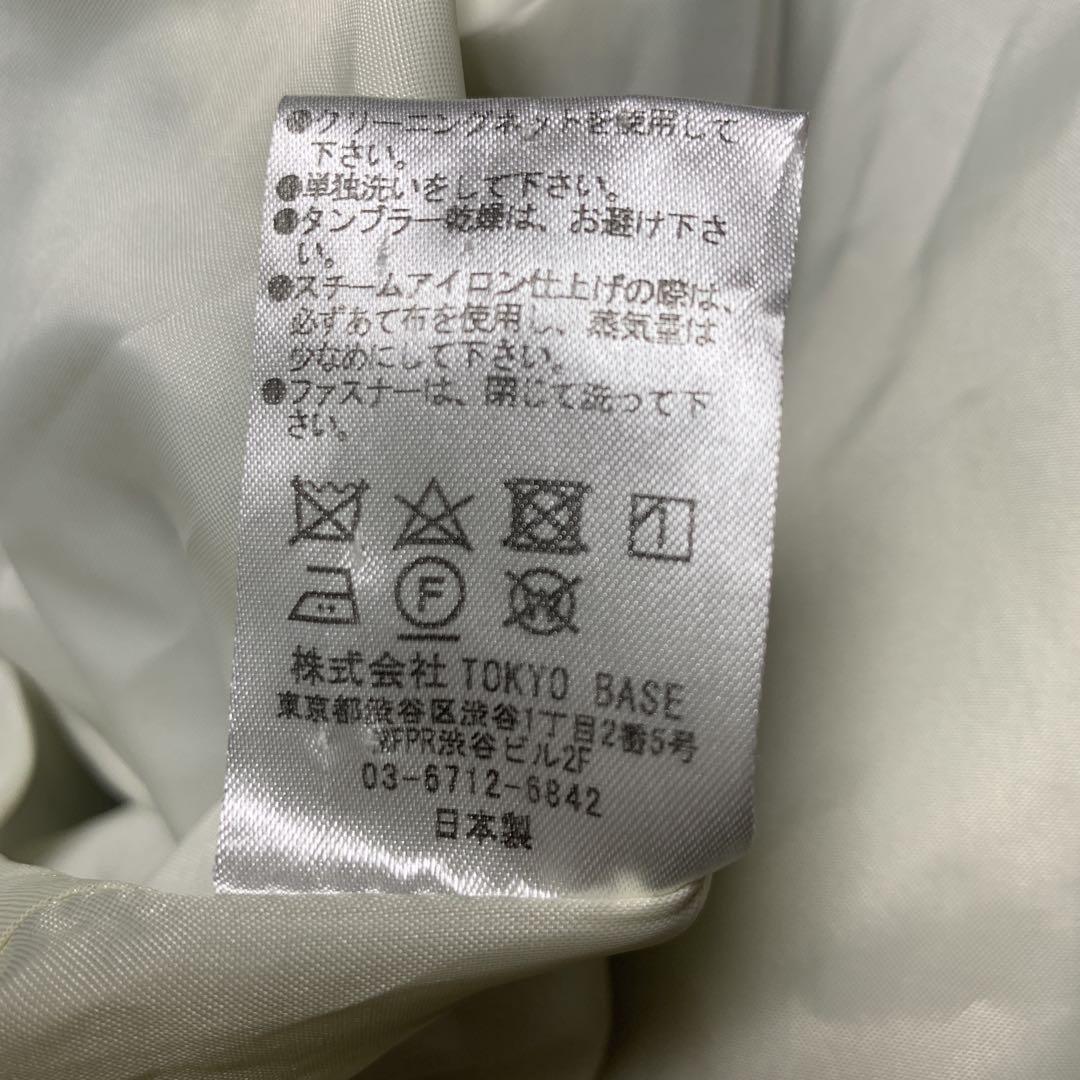 ●クリーニングネットを使用して
下さい。
●単独洗いをして下さい。
●タンブラー乾燥は、お避け下さ
い。
●スチームアイロン仕上げの際は、
必ずあて布を使用し、蒸気量は
少なめにして下さい。
●ファスナーは、閉じて洗って下
さい。
F
W
株式会社 TOKYO BASE
東京都渋谷区渋谷1丁目2番5号
MFPR渋谷ビル2F
03-6712-6842
日本製